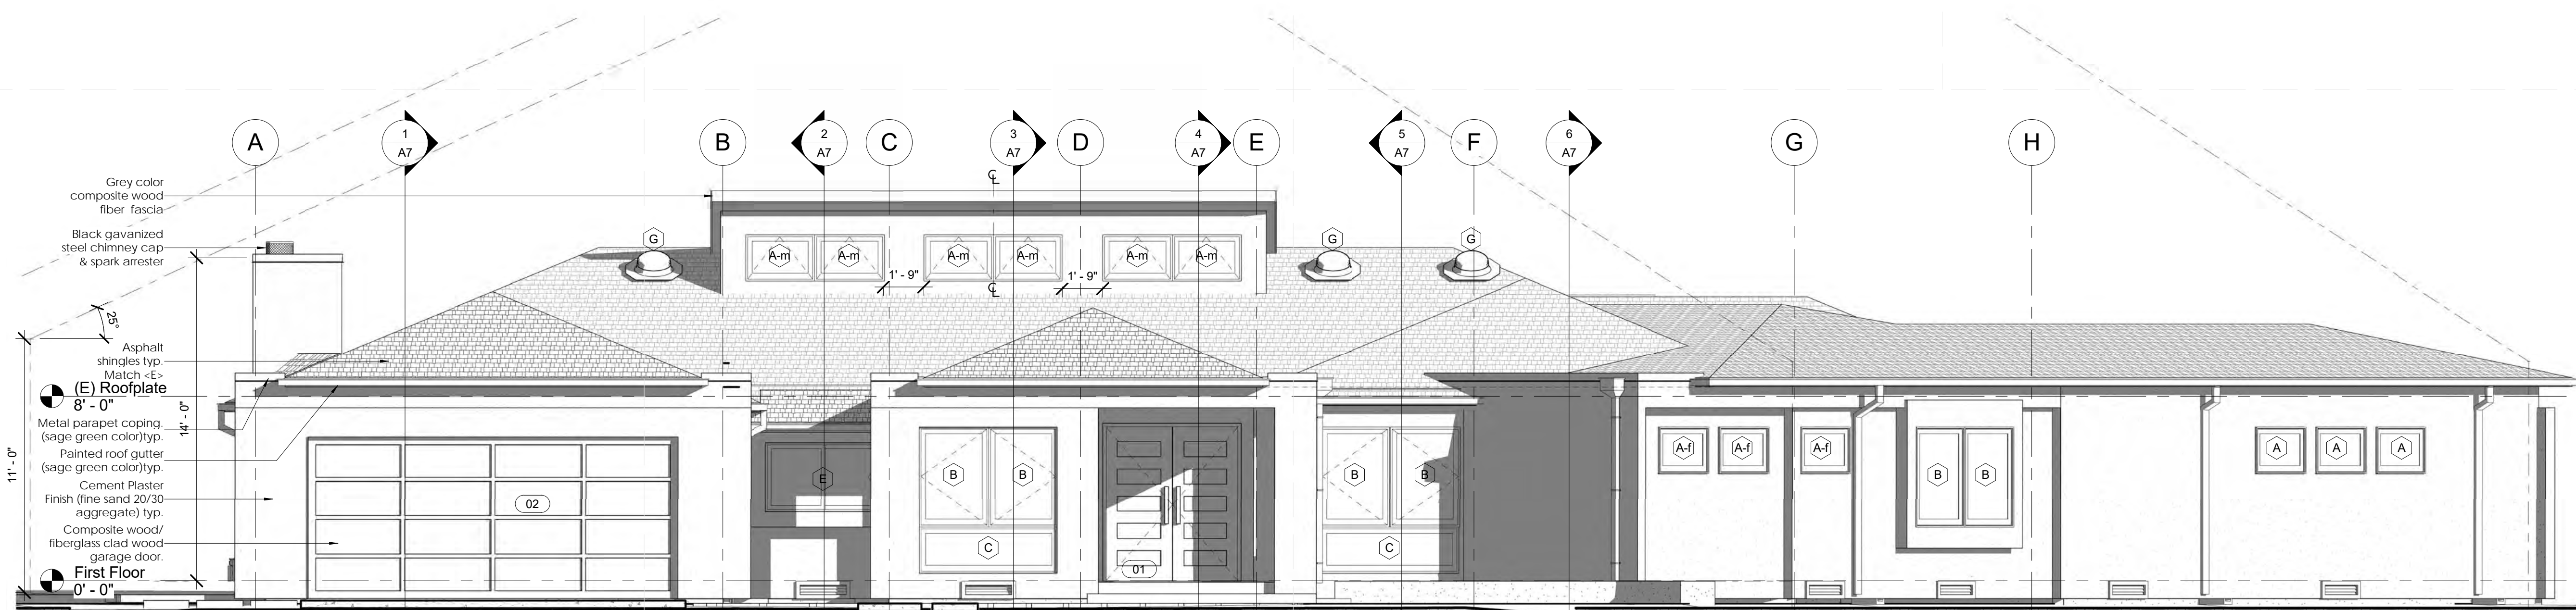 A
1
A7
B
2
A7
C
3
A7
D
4
A7
E
5
A7
F
6
A7
G
H
Grey color
composite wood
fiber fascia
Black gavanized
steel chimney cap
& spark arrester
25°
Asphalt
shingles typ.
Match <E>
(E) Roofplate
8' - 0"
Metal parapet coping.
(sage green color)typ.
Painted roof gutter
(sage green color)typ.
Cement Plaster
Finish (fine sand 20/30
aggregate) typ.
Composite wood/
fiberglass clad wood
garage door.
First Floor
0' - 0"
11' - 0"
14' - 0"
CL
G
G
G
A-m
A-m
A-m
A-m
A-m
A-m
1' - 9"
CL
1' - 9"
02
E
B
B
C
01
B
B
C
A-f
A-f
A-f
B
B
A
A
A